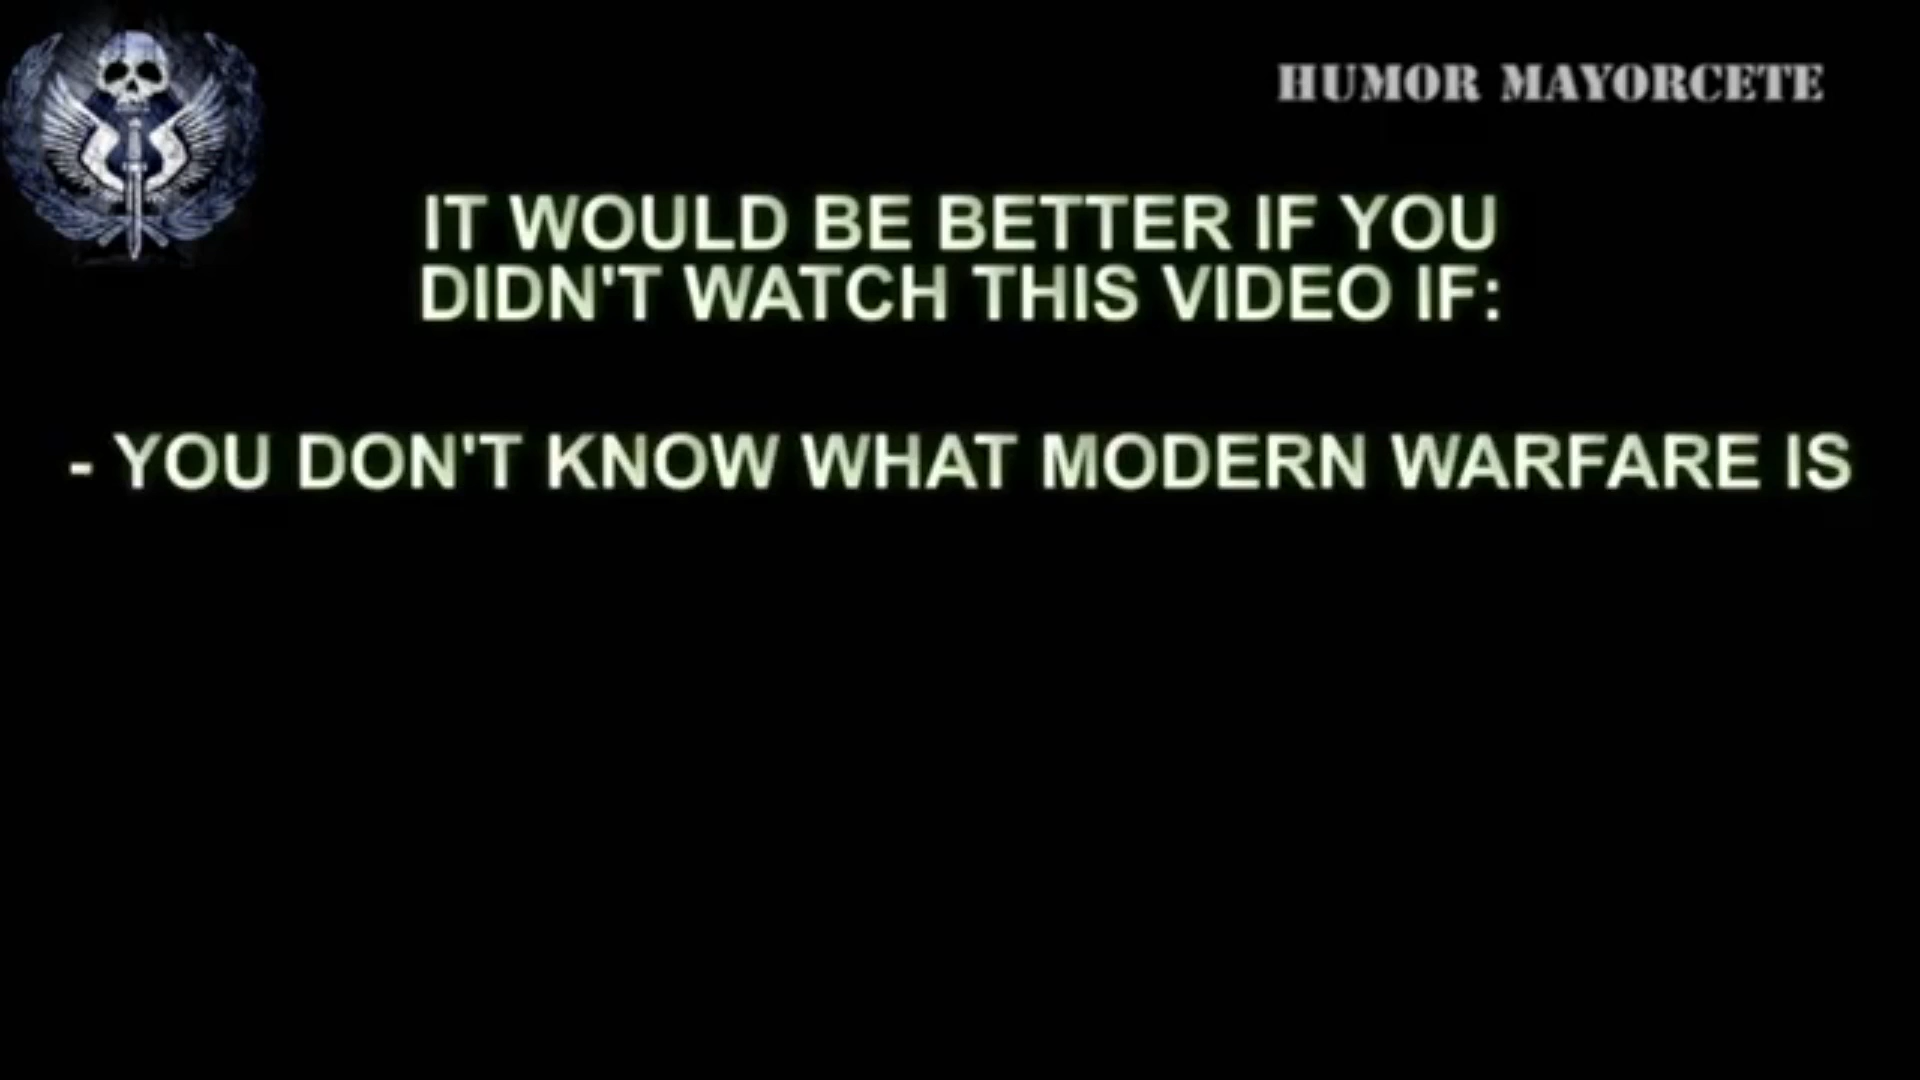 HUMOR MAYORCETE
IT WOULD BE BETTER IF YOU
DIDN'T WATCH THIS VIDEO IF:
- YOU DON'T KNOW WHAT MODERN WARFARE IS